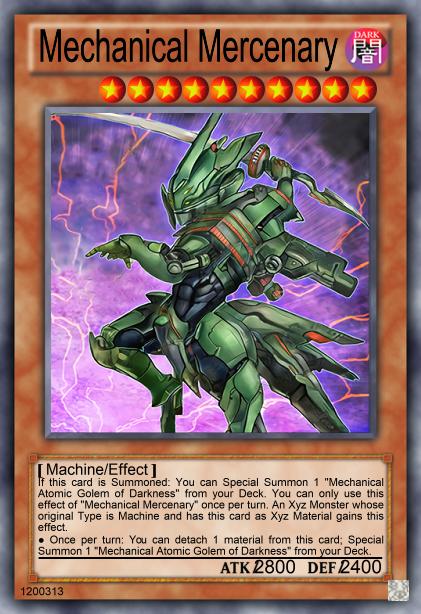 Mechanical Mercenary
DARK
闇
[ Machine/Effect ]
If this card is Summoned: You can Special Summon 1 "Mechanical
Atomic Golem of Darkness" from your Deck. You can only use this
effect of "Mechanical Mercenary" once per turn. An Xyz Monster whose
original Type is Machine and has this card as Xyz Material gains this
effect.
● Once per turn: You can detach 1 material from this card; Special
Summon 1 "Mechanical Atomic Golem of Darkness" from your Deck.
ATK/2800 DEF/2400
1200313